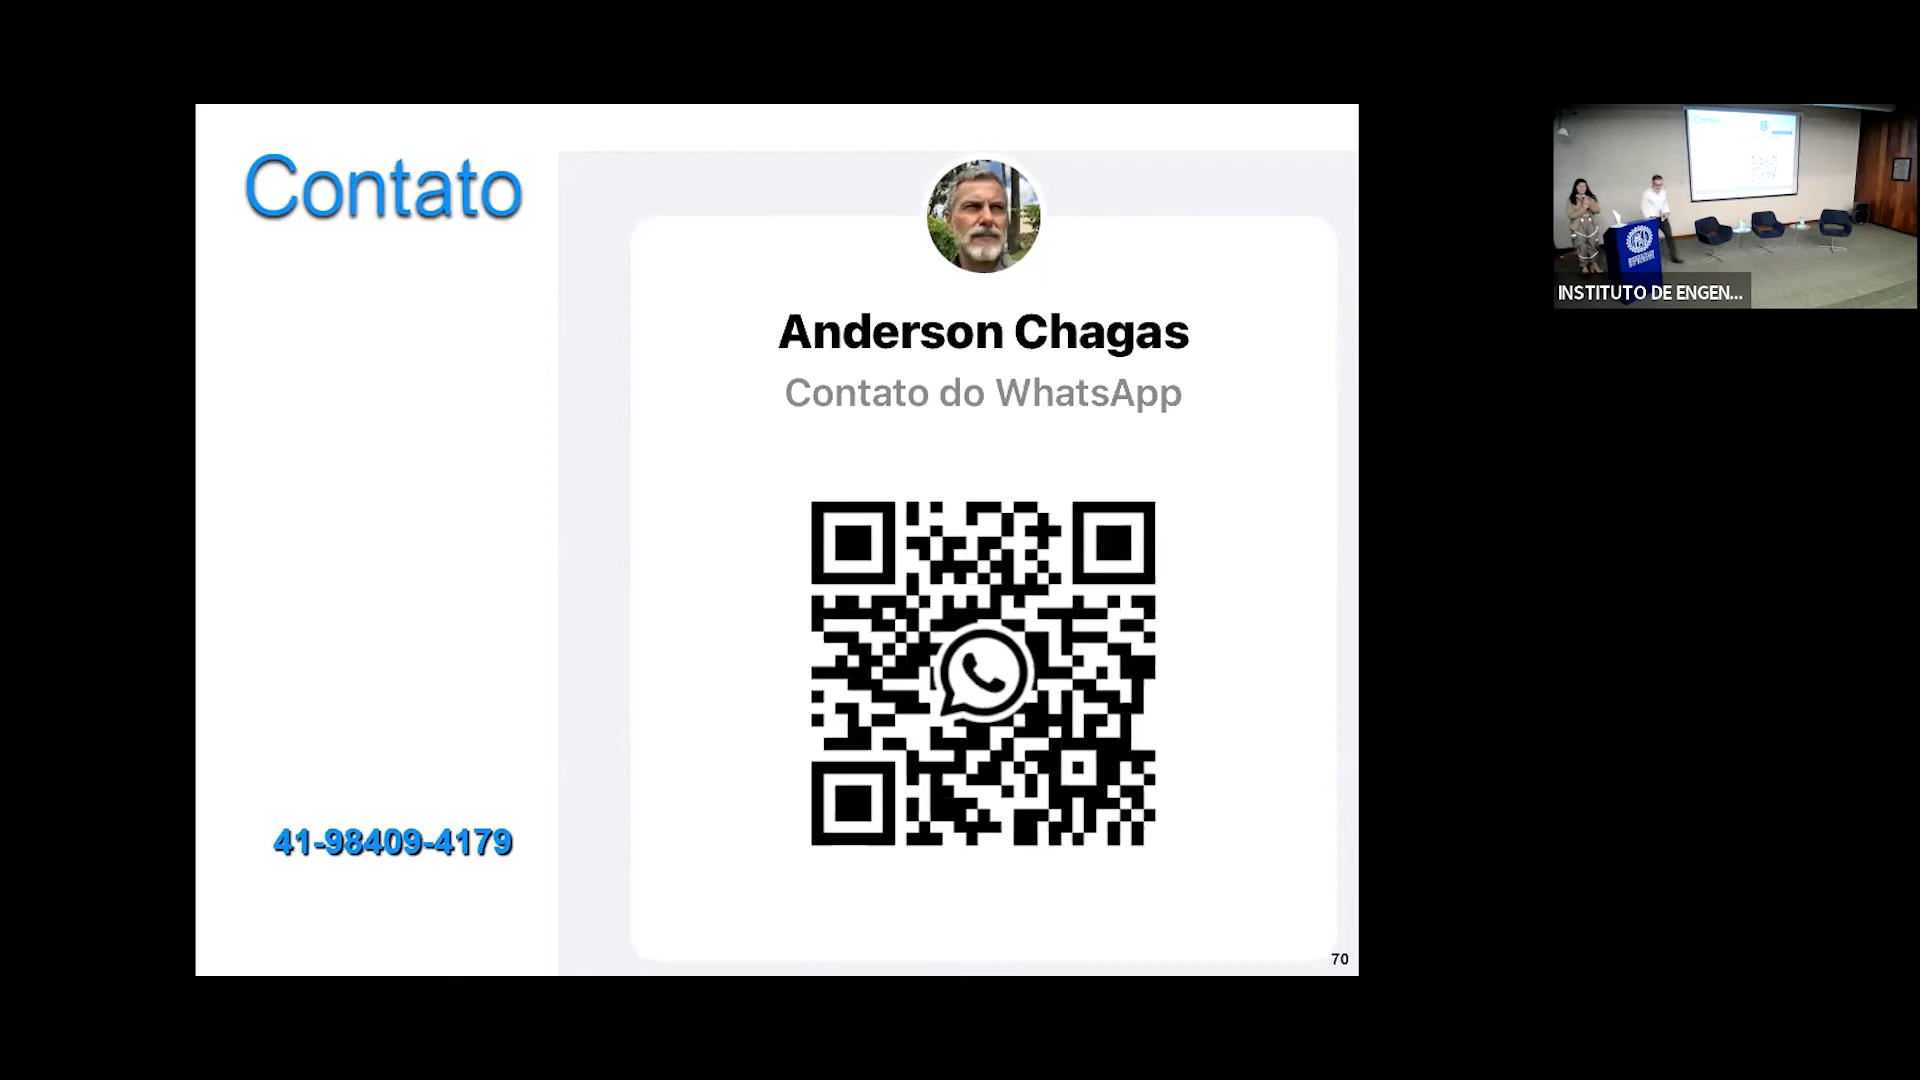 Contato
Anderson Chagas
Contato do WhatsApp
41-98409-4179
70
INSTITUTO DE ENGEN...